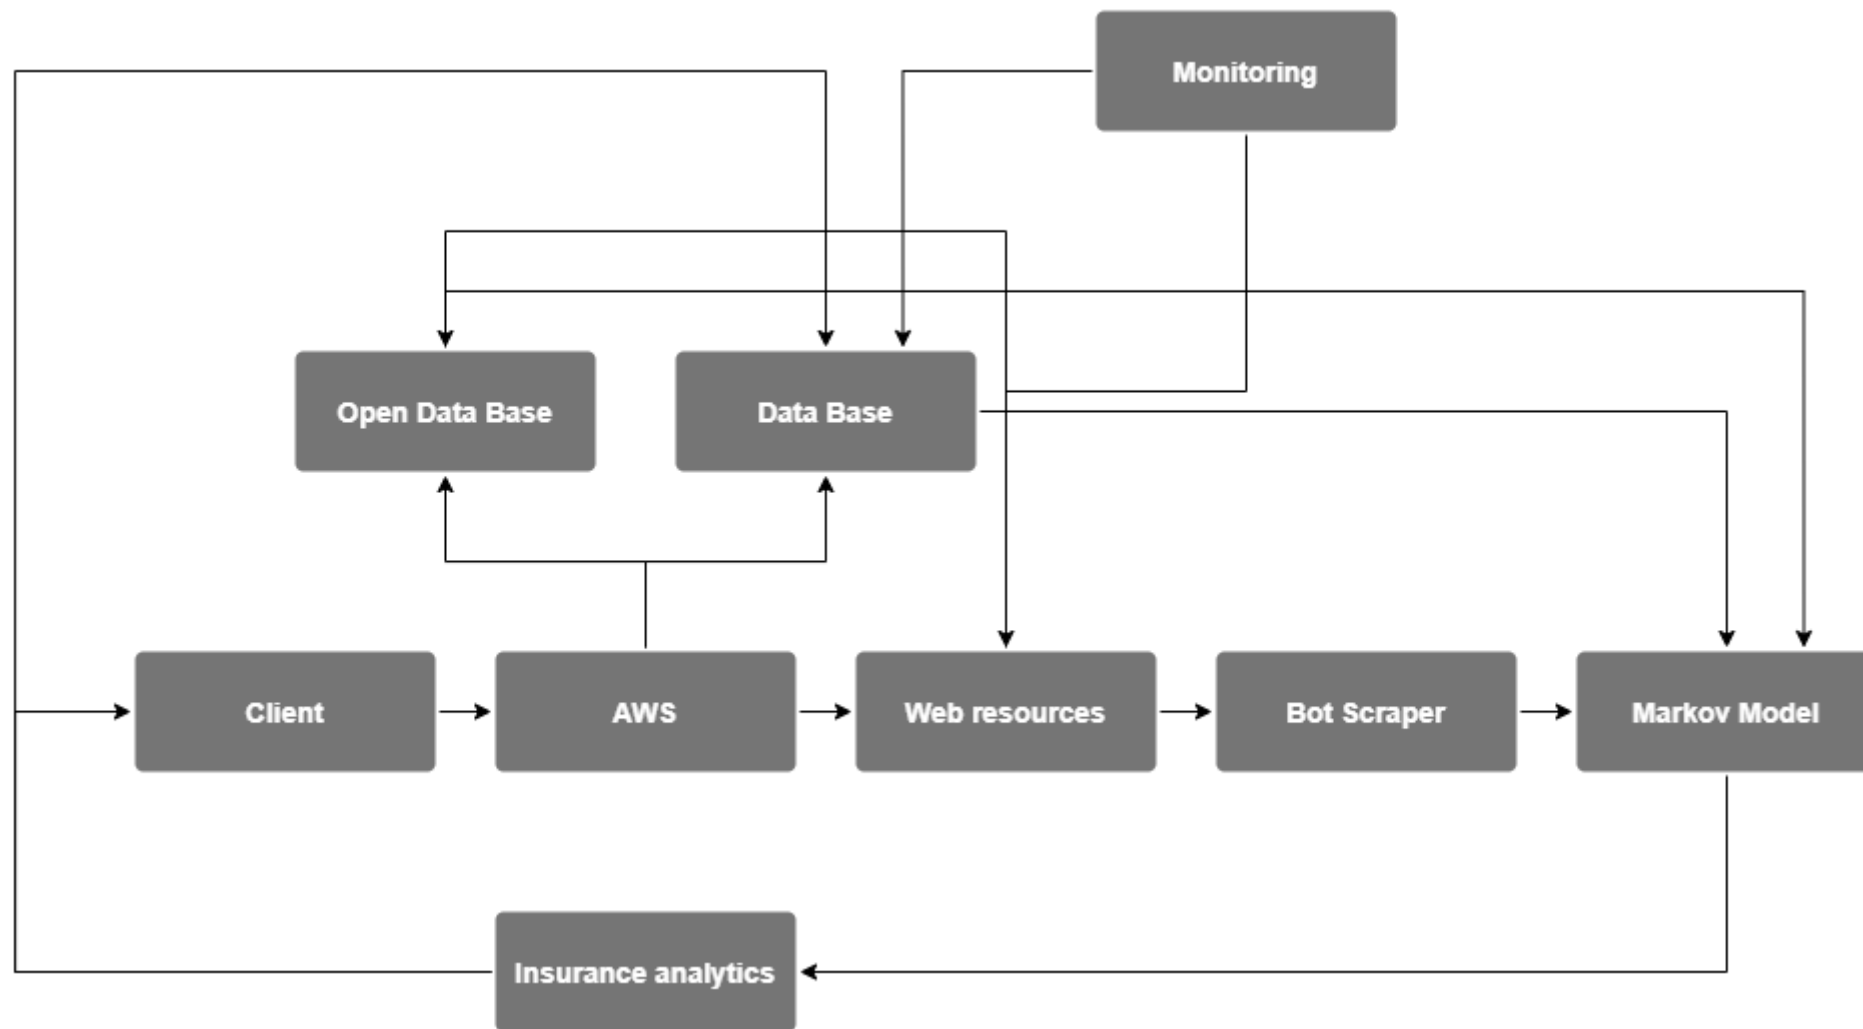 Monitoring
Open Data Base
Data Base
Client
AWS
Web resources
Bot Scraper
Markov Model
Insurance analytics